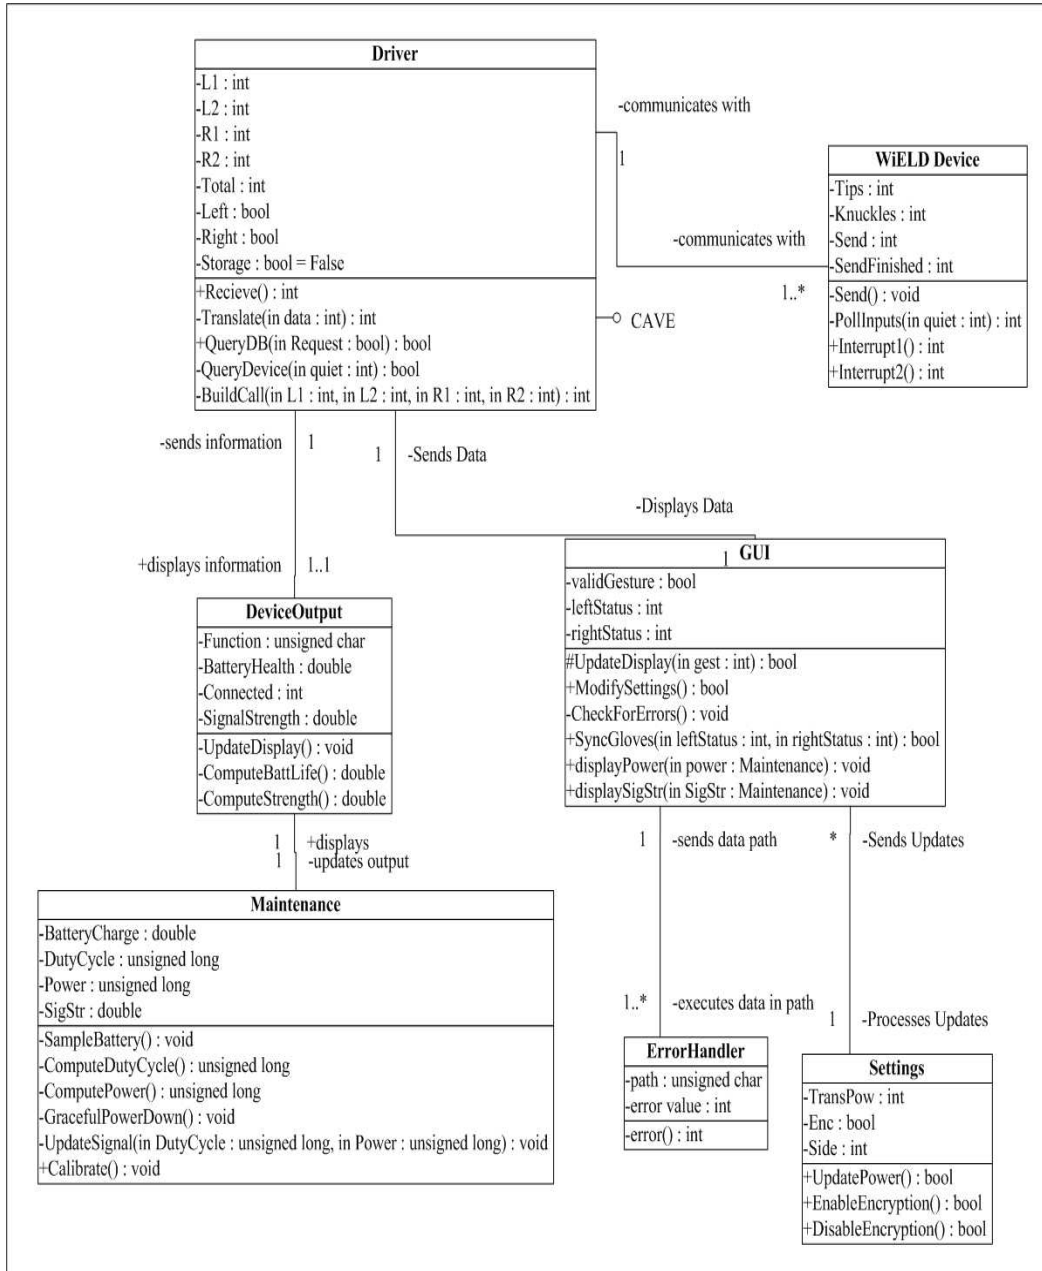 Driver
-L1 : int
-L2 : int
-R1 : int
-R2 : int
-Total : int
-Left : bool
-Right : bool
-Storage : bool = False
+Recieve() : int
-Translate(in data : int) : int
+QueryDB(in Request : bool) : bool
-QueryDevice(in quiet : int) : bool
-BuildCall(in L1 : int, in L2 : int, in R1 : int, in R2 : int) : int
-communicates with
1
-communicates with
1..*
CAVE
WiELD Device
-Tips : int
-Knuckles : int
-Send : int
-SendFinished : int
-Send() : void
-PollInputs(in quiet : int) : int
+Interrupt1() : int
+Interrupt2() : int
-sends information
1
1
-Sends Data
-Displays Data
+displays information
1..1
DeviceOutput
-Function : unsigned char
-BatteryHealth : double
-Connected : int
-SignalStrength : double
-UpdateDisplay() : void
-ComputeBattLife() : double
-ComputeStrength() : double
1
GUI
-validGesture : bool
-leftStatus : int
-rightStatus : int
#UpdateDisplay(in gest : int) : bool
+ModifySettings() : bool
-CheckForErrors() : void
+SyncGloves(in leftStatus : int, in rightStatus : int) : bool
+displayPower(in power : Maintenance) : void
+displaySigStr(in SigStr : Maintenance) : void
1
+displays
1
-updates output
Maintenance
-BatteryCharge : double
-DutyCycle : unsigned long
-Power : unsigned long
-SigStr : double
-SampleBattery() : void
-ComputeDutyCycle() : unsigned long
-ComputePower() : unsigned long
-GracefulPowerDown() : void
-UpdateSignal(in DutyCycle : unsigned long, in Power : unsigned long) : void
+Calibrate() : void
1
-sends data path
*
-Sends Updates
1..*
-executes data in path
1
-Processes Updates
ErrorHandler
-path : unsigned char
-error value : int
-error() : int
Settings
-TransPow : int
-Enc : bool
-Side : int
+UpdatePower() : bool
+EnableEncryption() : bool
+DisableEncryption() : bool